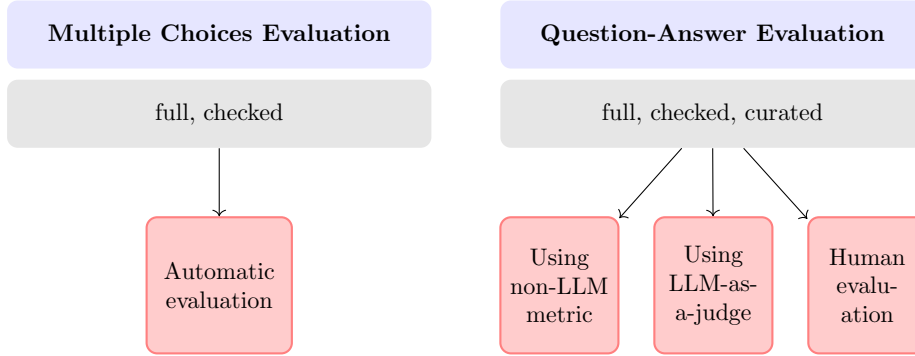 Multiple Choices Evaluation
full, checked
Automatic
evaluation
Question-Answer Evaluation
full, checked, curated
Using
non-LLM
metric
Using
LLM-as-
a-judge
Human
evalu-
ation